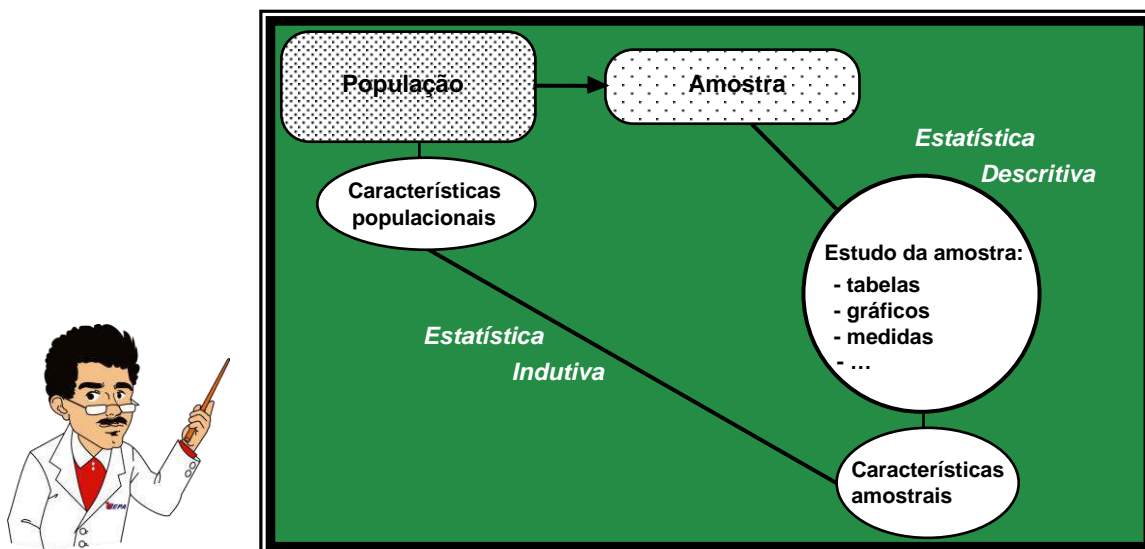 População
Amostra
Estatística
Descritiva
Características
populacionais
Estudo da amostra:
- tabelas
- gráficos
- medidas
- ...
Estatística
Indutiva
Características
amostrais